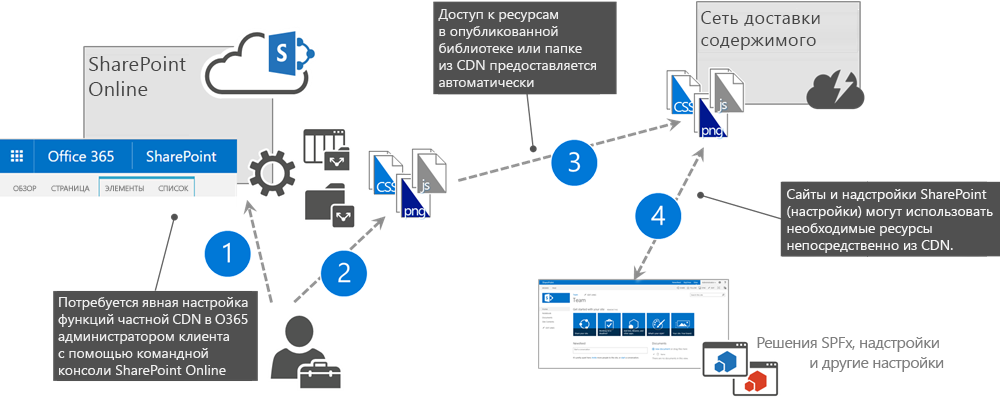 SharePoint
Online
S
Office 365
SharePoint
ОБЗОР СТРАНИЦА ЭЛЕМЕНТЫ СПИСОК
Потребуется явная настройка
функций частной CDN в O365
администратором клиента
с помощью командной
консоли SharePoint Online
1
2
CSS
js
png
Доступ к ресурсам
в опубликованной
библиотеке или папке
из CDN предоставляется
автоматически
3
Сеть доставки
содержимого
CSS
js
png
4
Сайты и надстройки SharePoint
(настройки) могут использовать
необходимые ресурсы
непосредственно из CDN.
Team
Решения SPFx, надстройки
и другие настройки